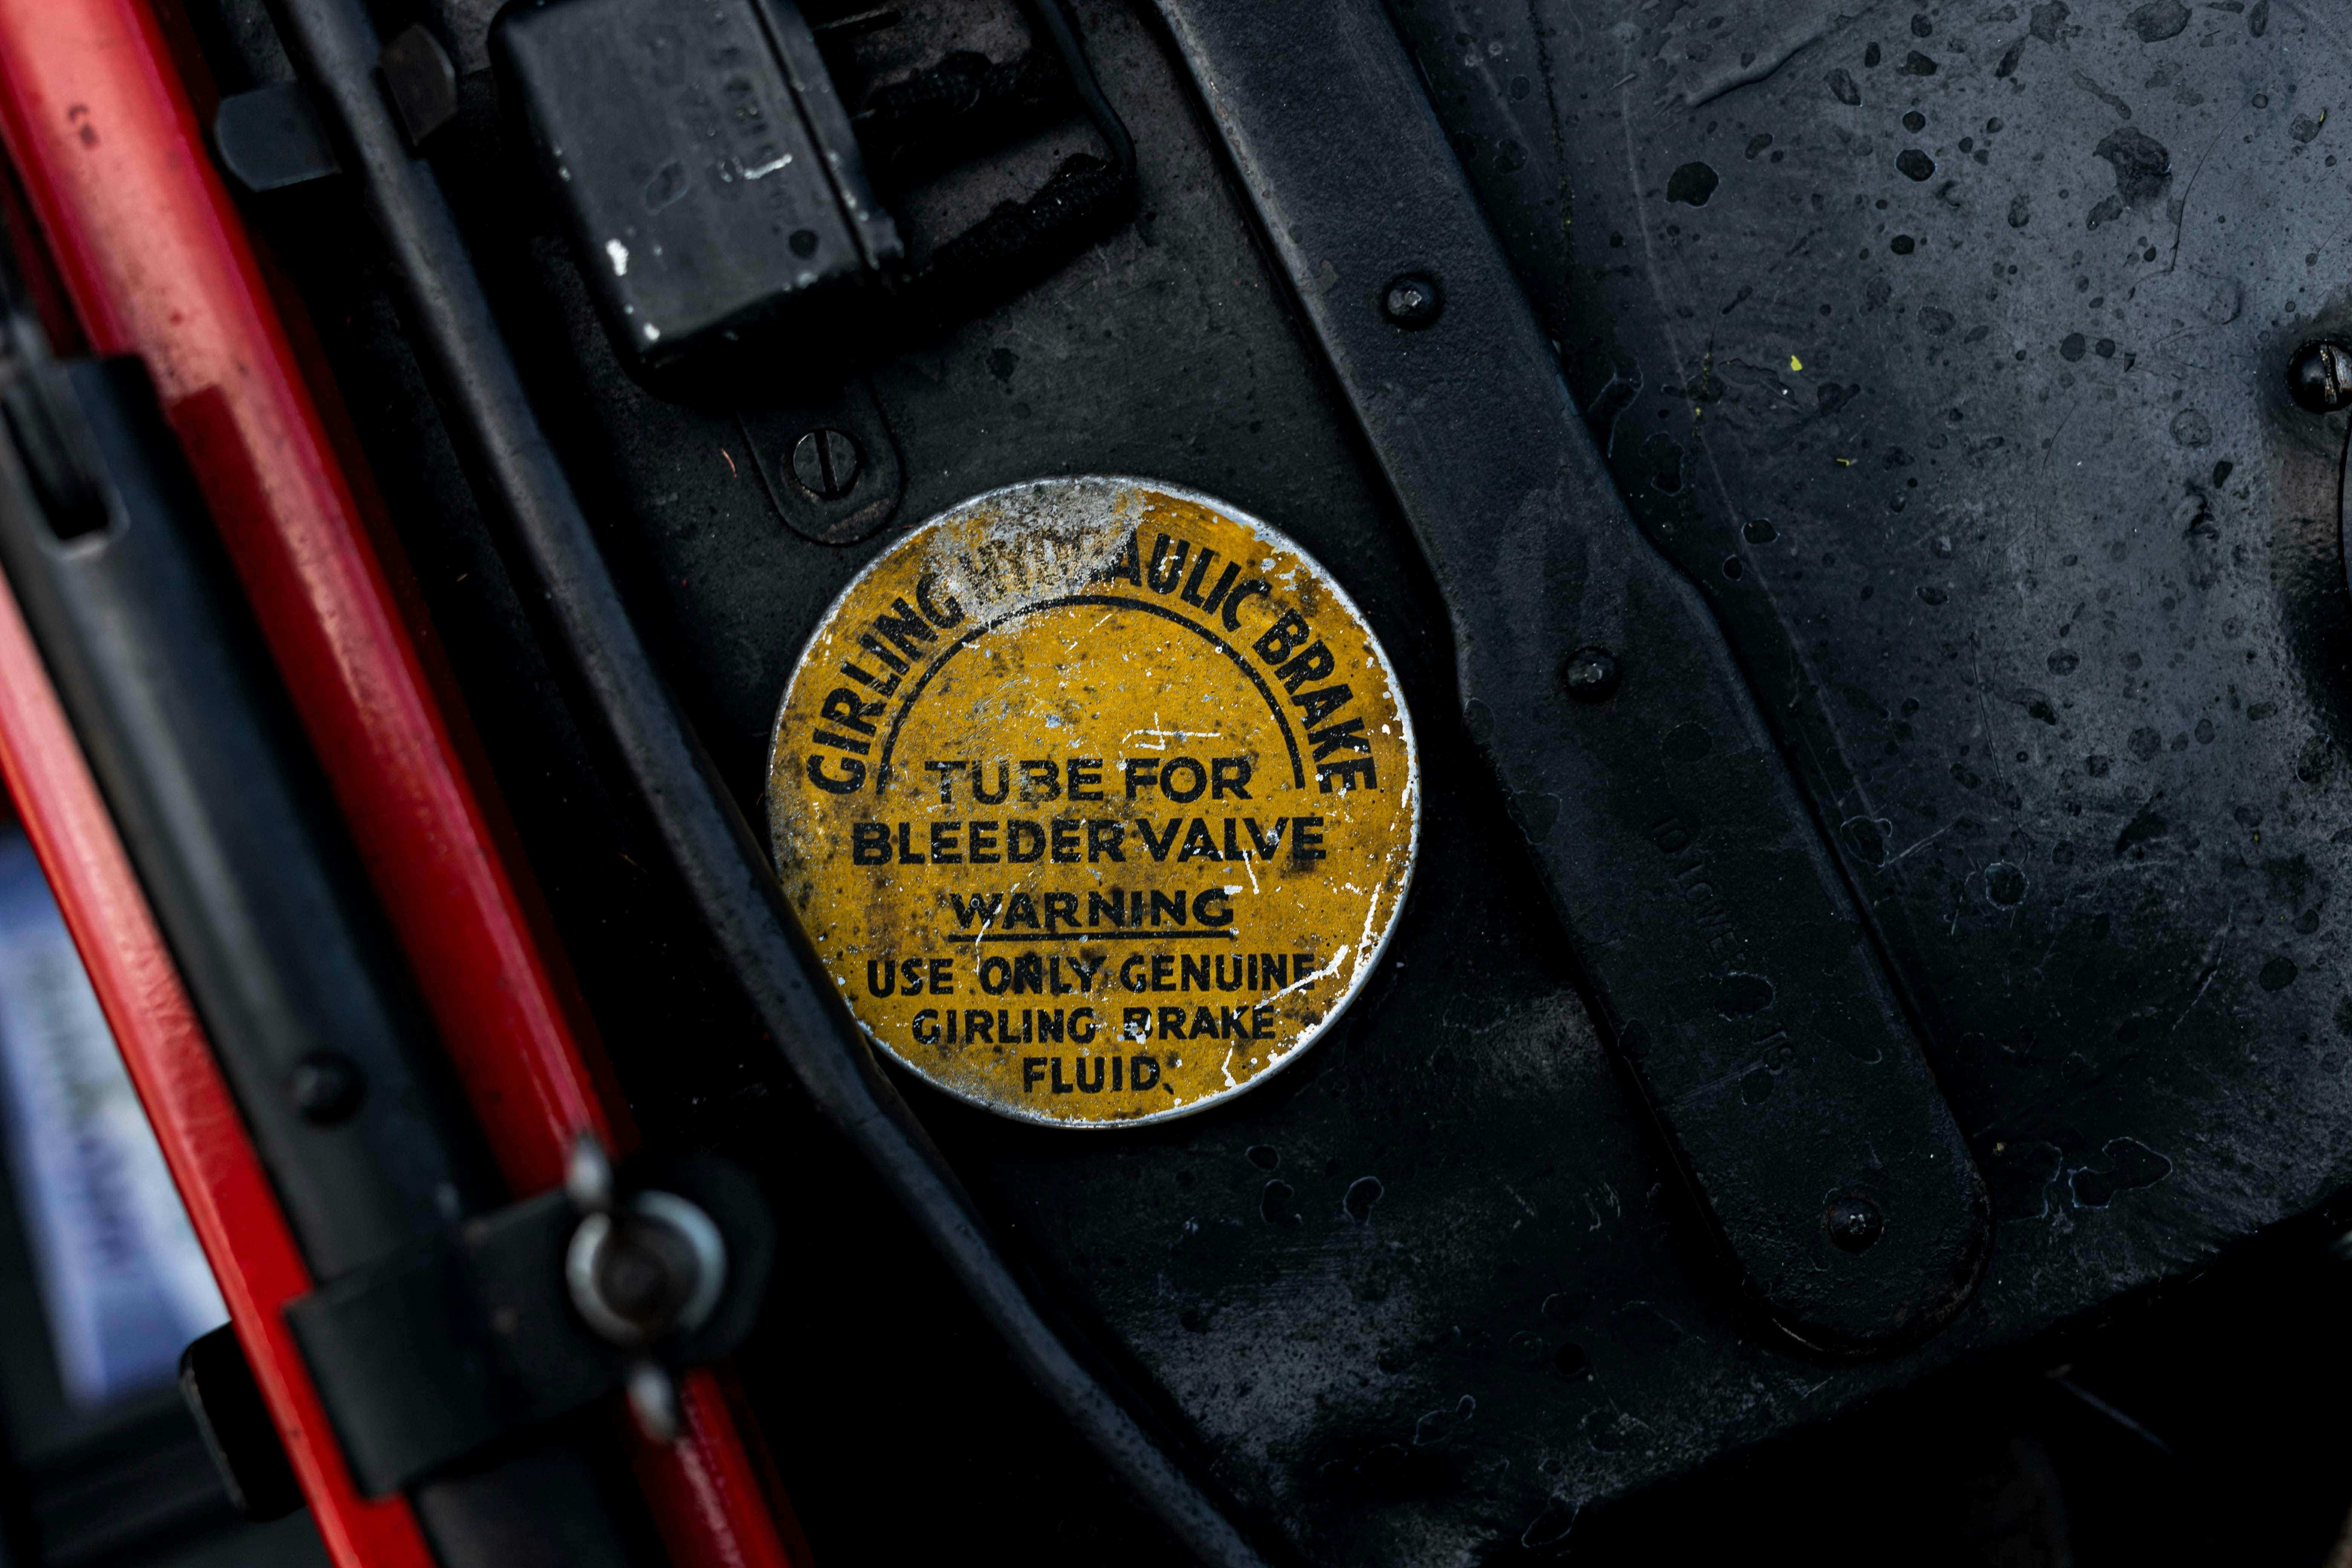 GIRLING HYDRAULIC BRAKE
TUBE FOR
BLEEDER VALVE
WARNING
USE ONLY GENUINE
GIRLING BRAKE
FLUID.